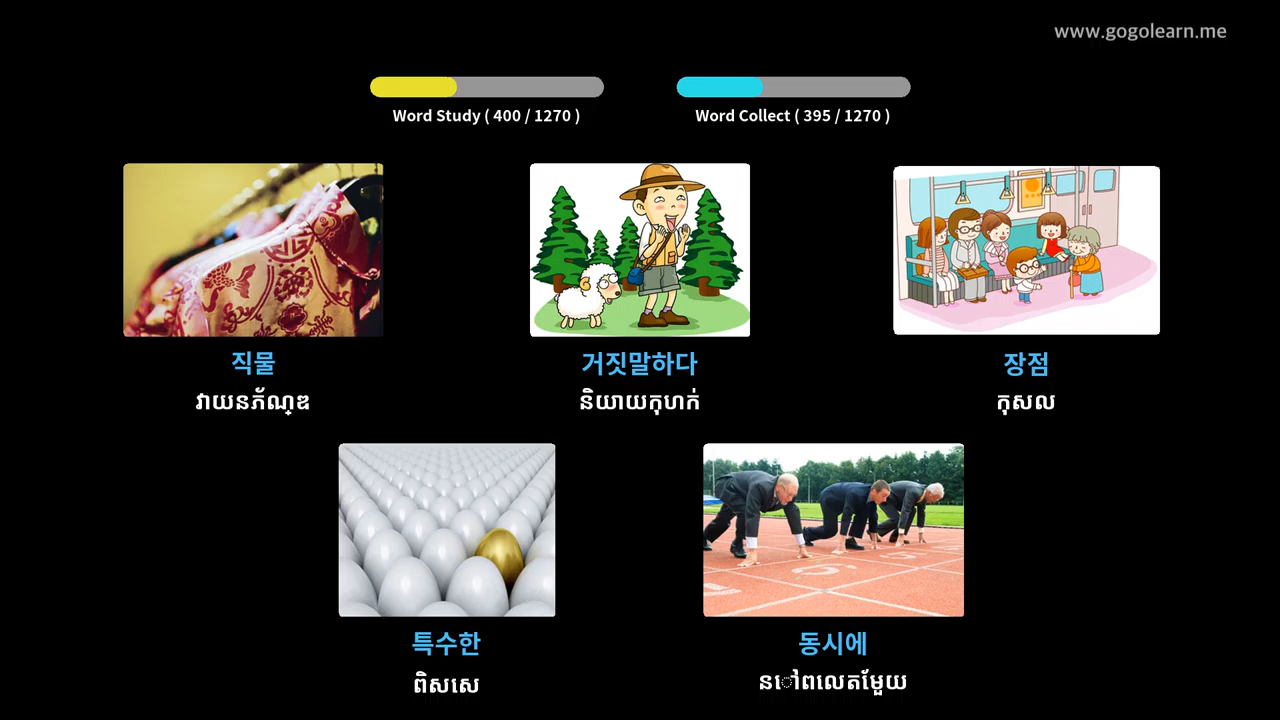 www.gogolearn.me
Word Study ( 400 / 1270 )
Word Collect ( 395 / 1270 )
직물
거짓말하다
장점
វាយនភ័ណ្ឌ
និយាយកុហក់
កុសល
특수한
동시에
ពិសសេ
នៅពលេតមែួយ